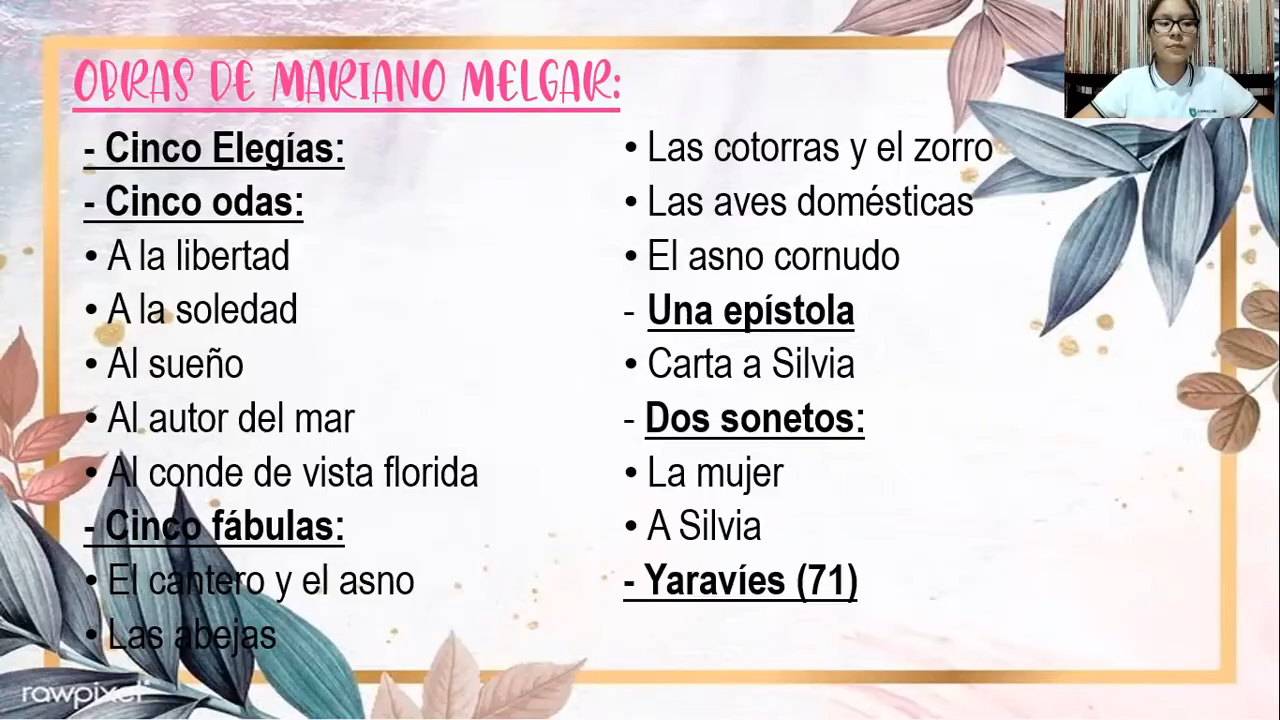 OBRAS DE MARIANO MELGAR:
- Cinco Elegías:
- Cinco odas:
• A la libertad
• A la soledad
• Al sueño
• Al autor del mar
• Al conde de vista florida
- Cinco fábulas:
• El cantero y el asno
• Las abejas
• Las cotorras y el zorro
• Las aves domésticas
• El asno cornudo
- Una epístola
• Carta a Silvia
- Dos sonetos:
• La mujer
• A Silvia
- Yaravíes (71)
rawpixel